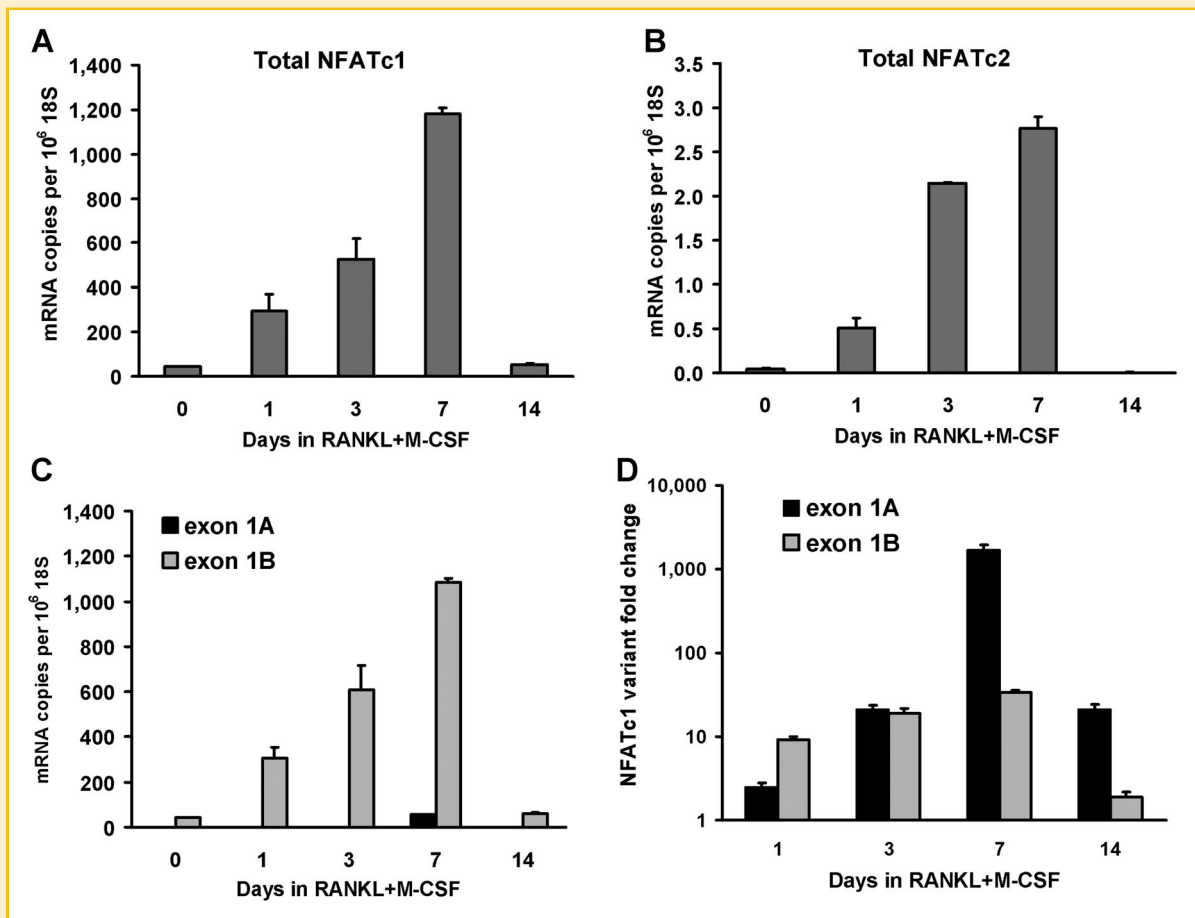 A
Total NFATc1
mRNA copies per 10⁶ 18S
1,400
1,200
1,000
800
600
400
200
0
0 1 3 7 14
Days in RANKL+M-CSF
B
Total NFATc2
mRNA copies per 10⁶ 18S
3.5
3.0
2.5
2.0
1.5
1.0
0.5
0.0
0 1 3 7 14
Days in RANKL+M-CSF
C
exon 1A
exon 1B
mRNA copies per 10⁶ 18S
1,400
1,200
1,000
800
600
400
200
0
0 1 3 7 14
Days in RANKL+M-CSF
D
exon 1A
exon 1B
NFATc1 variant fold change
10,000
1,000
100
10
1
1 3 7 14
Days in RANKL+M-CSF